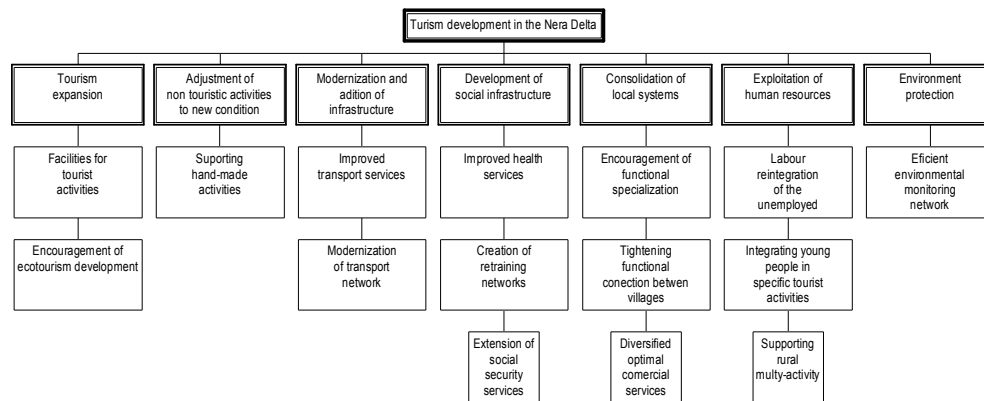 Turism development in the Nera Delta
Tourism
expansion
Adjustment of
non touristic activities
to new condition
Modernization and
adition of
infrastructure
Development of
social infrastructure
Consolidation of
local systems
Exploitation of
human resources
Environment
protection
Facilities for
tourist
activities
Suporting
hand-made
activities
Improved
transport services
Improved health
services
Encouragement of
functional
specialization
Labour
reintegration
of the
unemployed
Eficient
environmental
monitoring
network
Encouragement of
ecotourism development
Modernization
of transport
network
Creation of
retraining
networks
Tightening
functional
conection betwen
villages
Integrating young
people in
specific tourist
activities
Extension of
social
security
services
Diversified
optimal
comercial
services
Supporting
rural
multy-activity